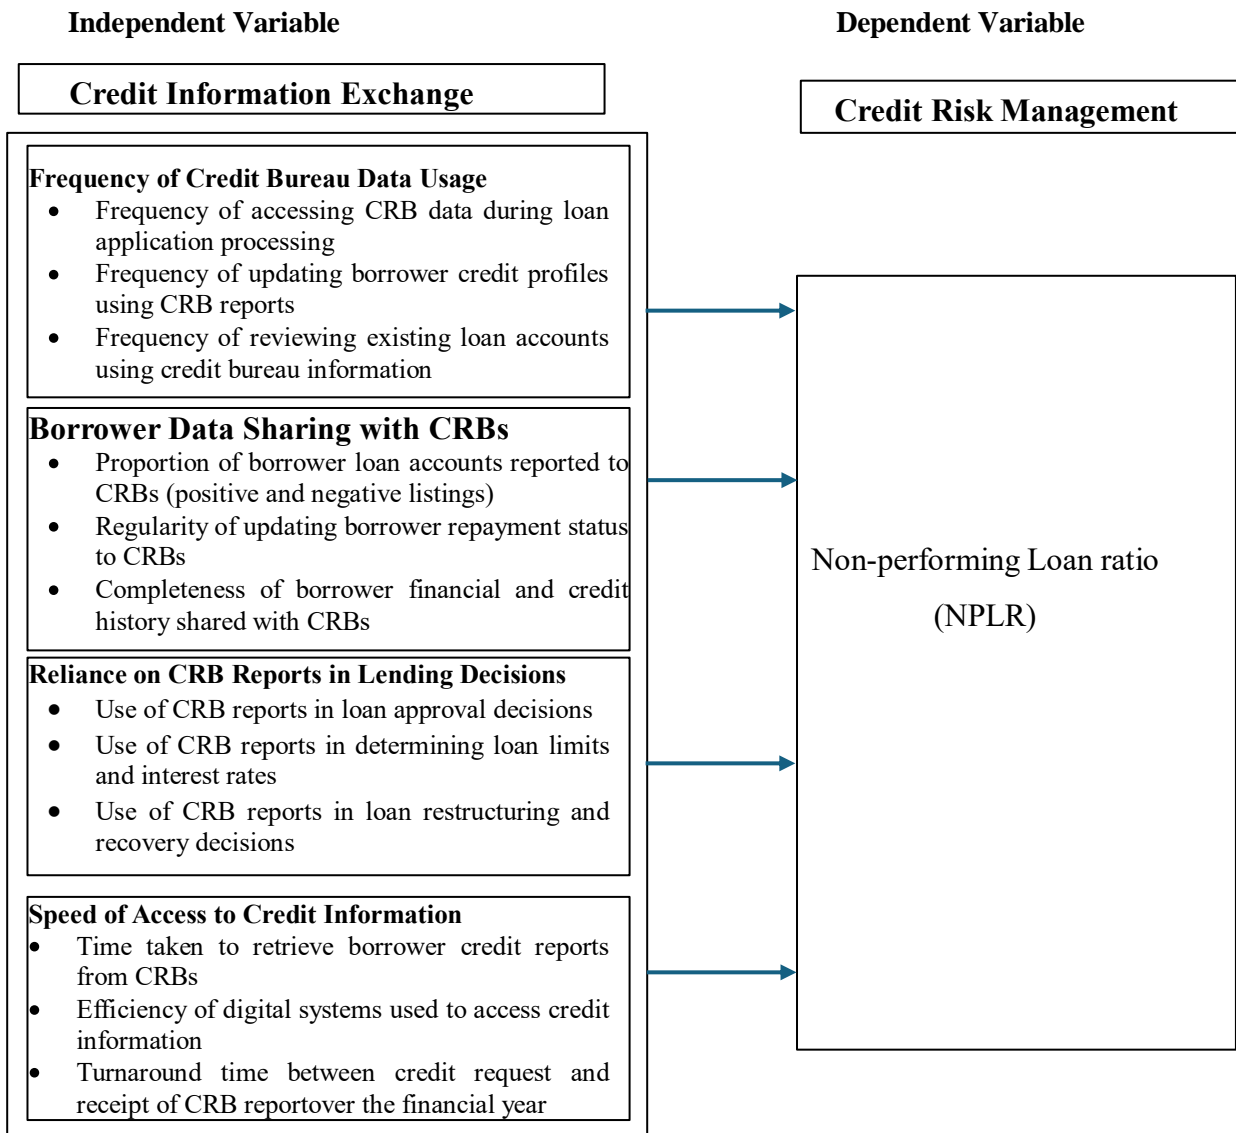 Independent Variable
Dependent Variable
Credit Information Exchange
Credit Risk Management
Frequency of Credit Bureau Data Usage
• Frequency of accessing CRB data during loan
application processing
• Frequency of updating borrower credit profiles
using CRB reports
• Frequency of reviewing existing loan accounts
using credit bureau information
Borrower Data Sharing with CRBs
• Proportion of borrower loan accounts reported to
CRBs (positive and negative listings)
• Regularity of updating borrower repayment status
to CRBs
• Completeness of borrower financial and credit
history shared with CRBs
Reliance on CRB Reports in Lending Decisions
• Use of CRB reports in loan approval decisions
• Use of CRB reports in determining loan limits
and interest rates
• Use of CRB reports in loan restructuring and
recovery decisions
Speed of Access to Credit Information
• Time taken to retrieve borrower credit reports
from CRBs
• Efficiency of digital systems used to access credit
information
• Turnaround time between credit request and
receipt of CRB reportover the financial year
Non-performing Loan ratio
(NPLR)